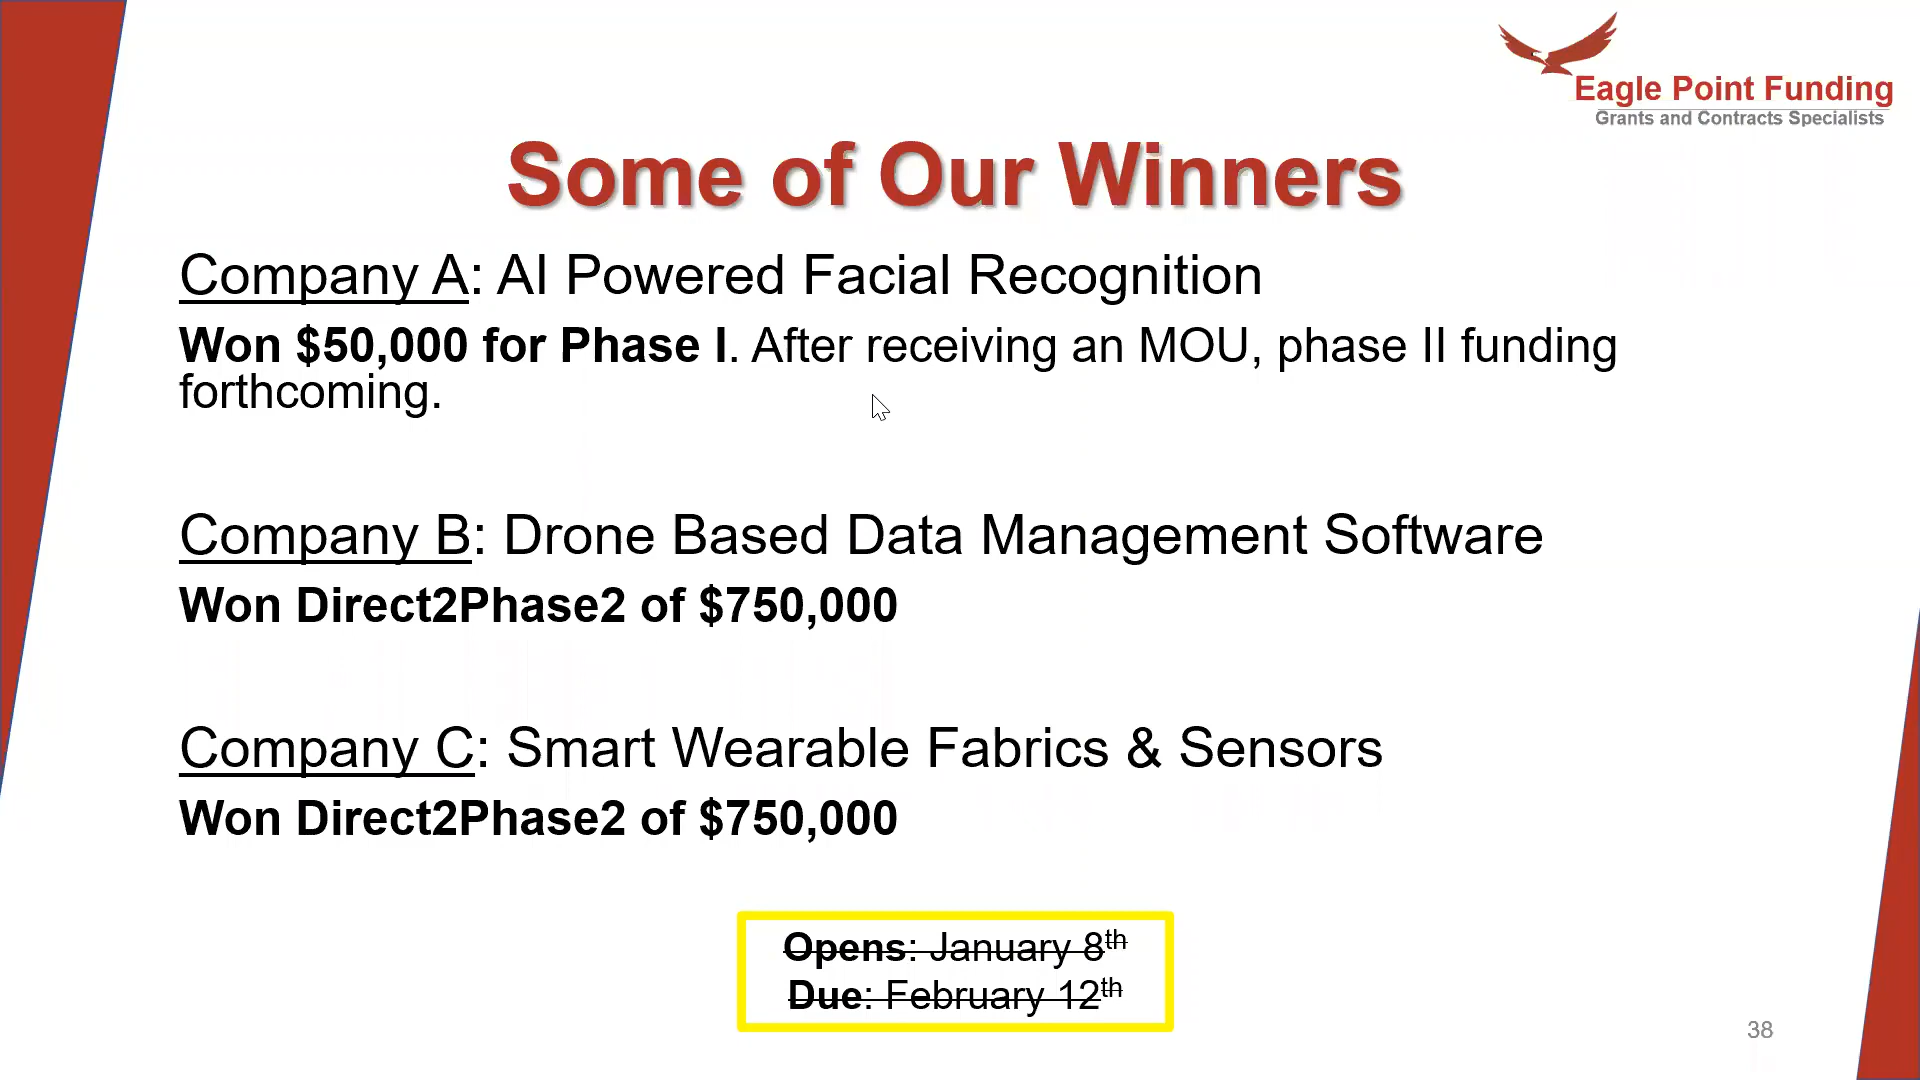 Eagle Point Funding
Grants and Contracts Specialists
Some of Our Winners
Company A: AI Powered Facial Recognition
Won $50,000 for Phase I. After receiving an MOU, phase II funding
forthcoming.
Company B: Drone Based Data Management Software
Won Direct2Phase2 of $750,000
Company C: Smart Wearable Fabrics & Sensors
Won Direct2Phase2 of $750,000
Opens: January 8th
Due: February 12th
38